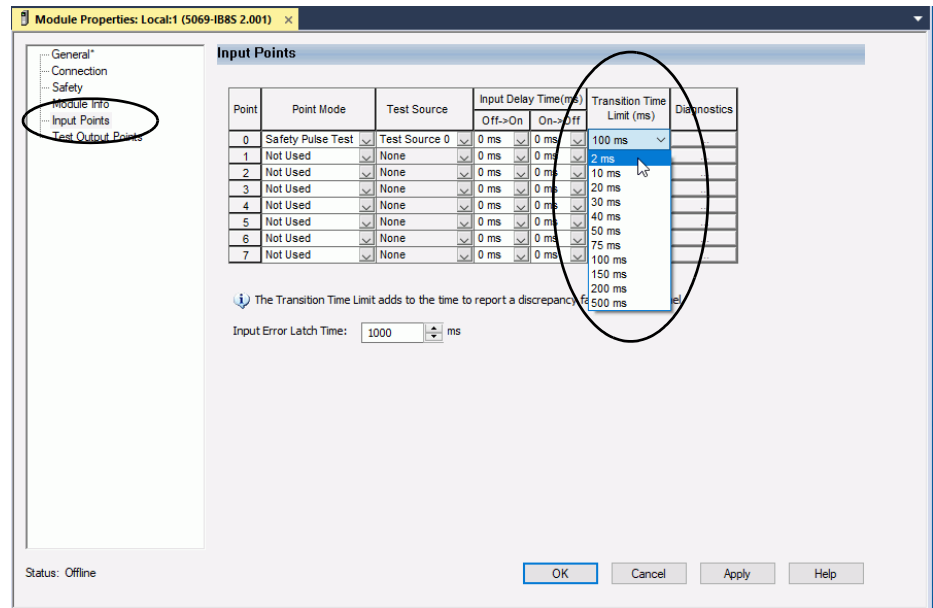 Module Properties: Local:1 (5069-IB8S 2.001) ×
General*
Connection
Safety
Module Info
Input Points
Test Output Points
Input Points
Point Point Mode Test Source Input Delay Time(ms) Transition Time Limit (ms) Diagnostics
Off->On On->Off
0 Safety Pulse Test Test Source 0 0 ms 0 ms 100 ms ...
1 Not Used None 0 ms 0 ms
2 Not Used None 0 ms 0 ms ...
3 Not Used None 0 ms 0 ms ...
4 Not Used None 0 ms 0 ms ...
5 Not Used None 0 ms 0 ms
6 Not Used None 0 ms 0 ms
7 Not Used None 0 ms 0 ms ...
2 ms
10 ms
20 ms
30 ms
40 ms
50 ms
75 ms
100 ms
150 ms
200 ms
500 ms
The Transition Time Limit adds to the time to report a discrepancy
Input Error Latch Time: 1000 ms
Status: Offline
OK Cancel Apply Help